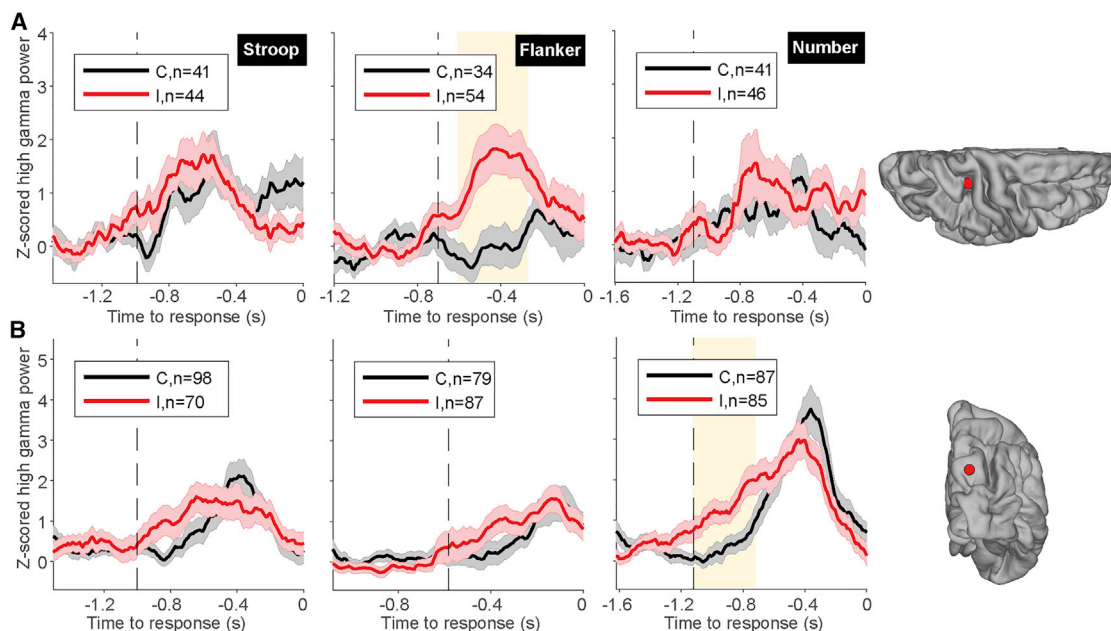 A
Stroop
Flanker
Number
C,n=41
I,n=44
C,n=34
I,n=54
C,n=41
I,n=46
Z-scored high gamma power
4
3
2
1
0
-1.2 -0.8 -0.4 0
-1.2 -0.8 -0.4 0
-1.6 -1.2 -0.8 -0.4 0
Time to response (s)
Time to response (s)
Time to response (s)
B
C,n=98
I,n=70
C,n=79
I,n=87
C,n=87
I,n=85
Z-scored high gamma power
5
4
3
2
1
0
-1.2 -0.8 -0.4 0
-0.8 -0.4 0
-1.6 -1.2 -0.8 -0.4 0
Time to response (s)
Time to response (s)
Time to response (s)